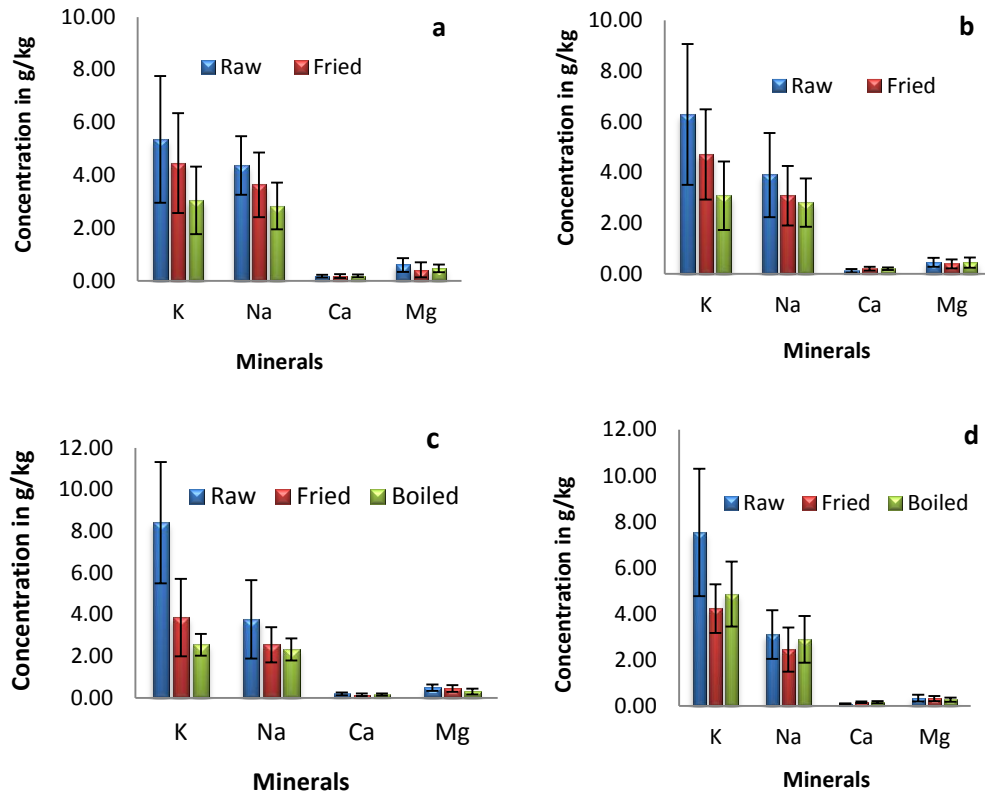 a
Concentration in g/kg
10.00
8.00
6.00
4.00
2.00
0.00
Raw Fried
K Na Ca Mg
Minerals
b
Concentration in g/kg
10.00
8.00
6.00
4.00
2.00
0.00
Raw Fried
K Na Ca Mg
Minerals
c
Concentration in g/kg
12.00
10.00
8.00
6.00
4.00
2.00
0.00
Raw Fried Boiled
K Na Ca Mg
Minerals
d
Concentration in g/kg
12.00
10.00
8.00
6.00
4.00
2.00
0.00
Raw Fried Boiled
K Na Ca Mg
Minerals